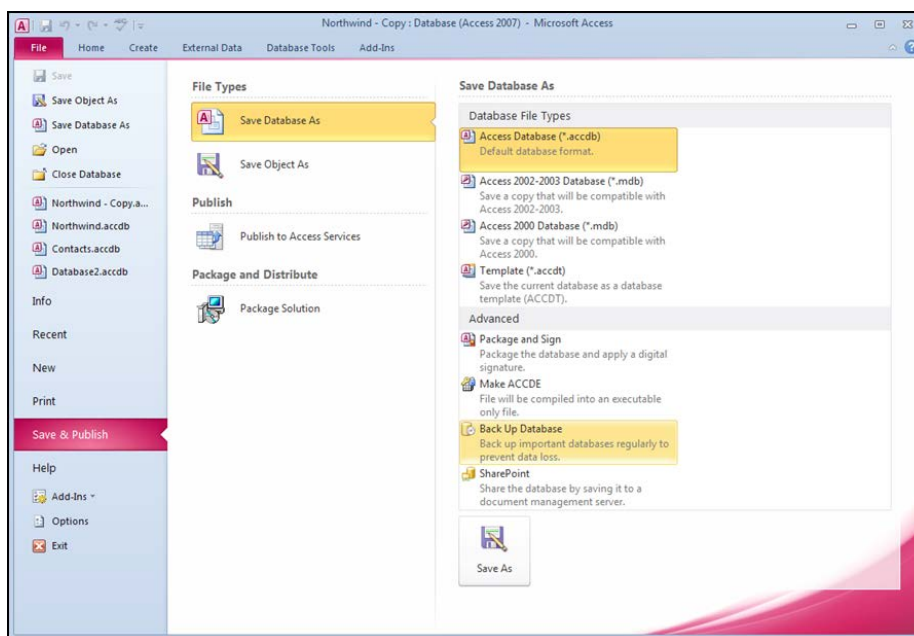 Northwind - Copy : Database (Access 2007) - Microsoft Access
File Home Create External Data Database Tools Add-Ins
Save
Save Object As
Save Database As
Open
Close Database
Northwind - Copy.a...
Northwind.accdb
Contacts.accdb
Database2.accdb
Info
Recent
New
Print
Save & Publish
Help
Add-Ins
Options
Exit
File Types
Save Database As
Save Object As
Publish
Publish to Access Services
Package and Distribute
Package Solution
Save Database As
Database File Types
Access Database (*.accdb)
Default database format.
Access 2002-2003 Database (*.mdb)
Save a copy that will be compatible with
Access 2002-2003.
Access 2000 Database (*.mdb)
Save a copy that will be compatible with
Access 2000.
Template (*.accdt)
Save the current database as a database
template (ACCDT).
Advanced
Package and Sign
Package the database and apply a digital
signature.
Make ACCDE
File will be compiled into an executable
only file.
Back Up Database
Back up important databases regularly to
prevent data loss.
SharePoint
Share the database by saving it to a
document management server.
Save As